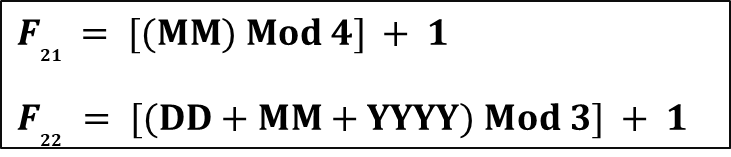 F21 = [(MM) Mod 4] + 1
F22 = [(DD + MM + YYYY) Mod 3] + 1